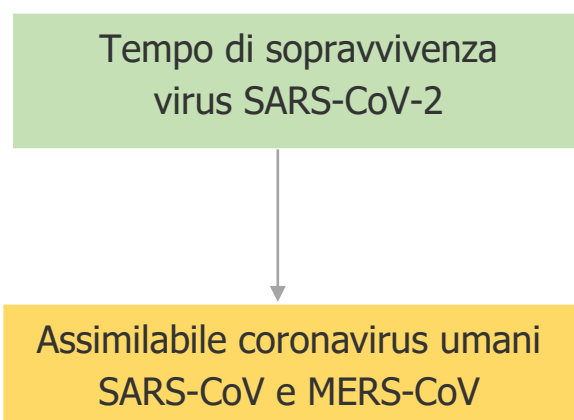 Tempo di sopravvivenza
virus SARS-CoV-2
Assimilabile coronavirus umani
SARS-CoV e MERS-CoV